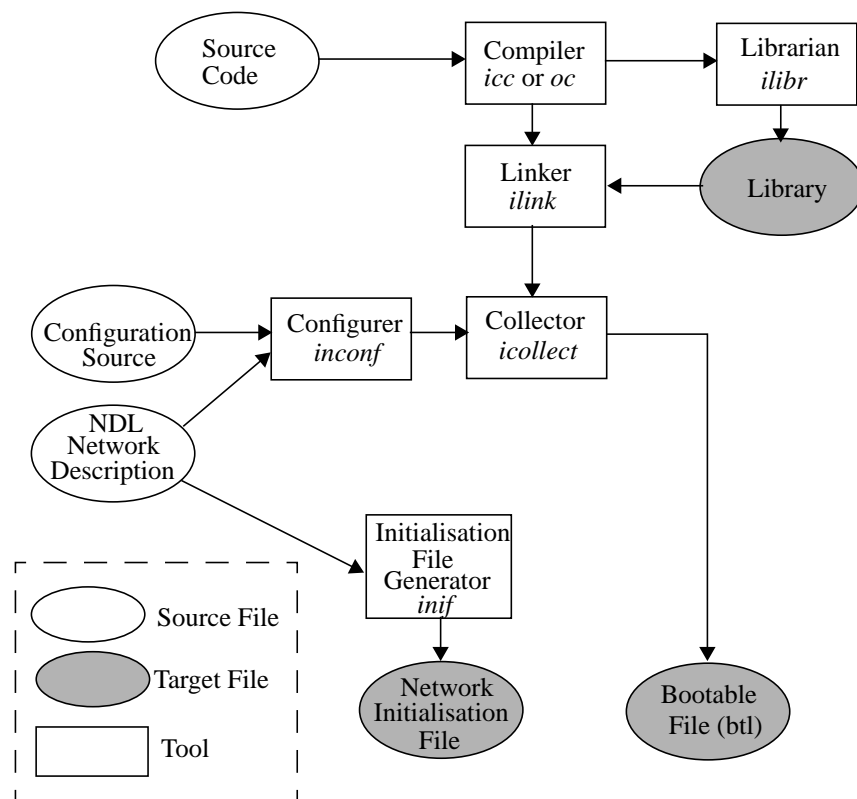 Source
Code
Compiler
icc or oc
Librarian
ilibr
Linker
ilink
Library
Configuration
Source
Configurer
inconf
Collector
icollect
NDL
Network
Description
Initialisation
File
Generator
inif
Source File
Target File
Tool
Network
Initialisation
File
Bootable
File (btl)